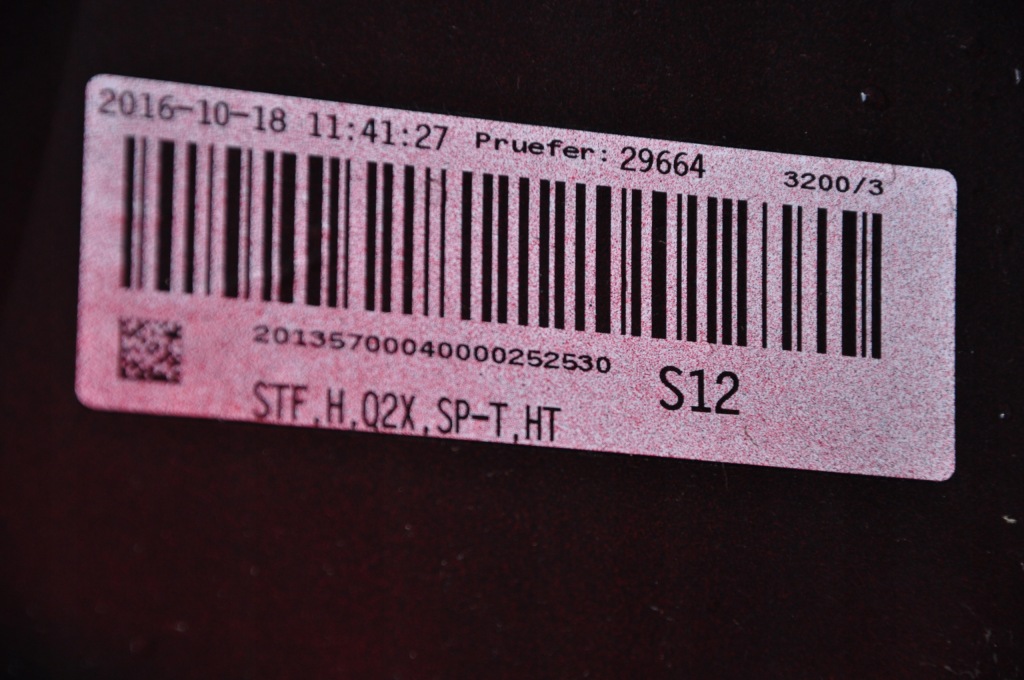 2016-10-18 11:41:27 Pruefer: 29664 3200/3
20135700040000252530 S12
STF,H,Q2X,SP-T,HT